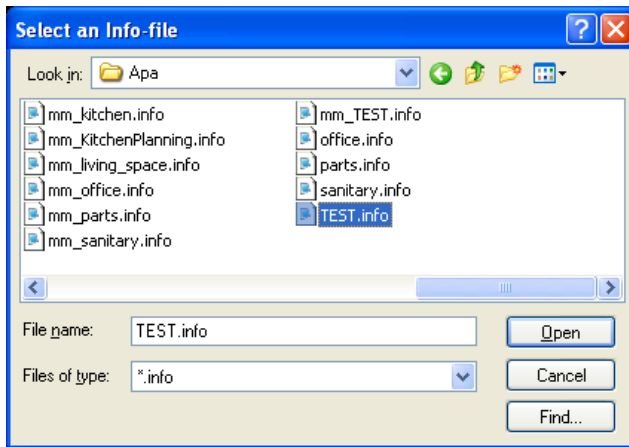 Select an Info-file
Look in: Apa
mm_kitchen.info
mm_KitchenPlanning.info
mm_living_space.info
mm_office.info
mm_parts.info
mm_sanitary.info
mm_TEST.info
office.info
parts.info
sanitary.info
TEST.info
File name: TEST.info Open
Files of type: *.info Cancel
Find...